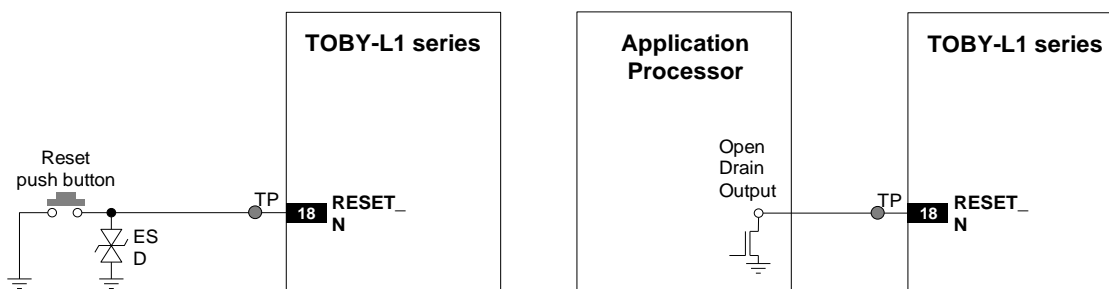 TOBY-L1 series
Reset
push button
TP
18
RESET_
N
ES
D
Application
Processor
Open
Drain
Output
TOBY-L1 series
TP
18
RESET_
N